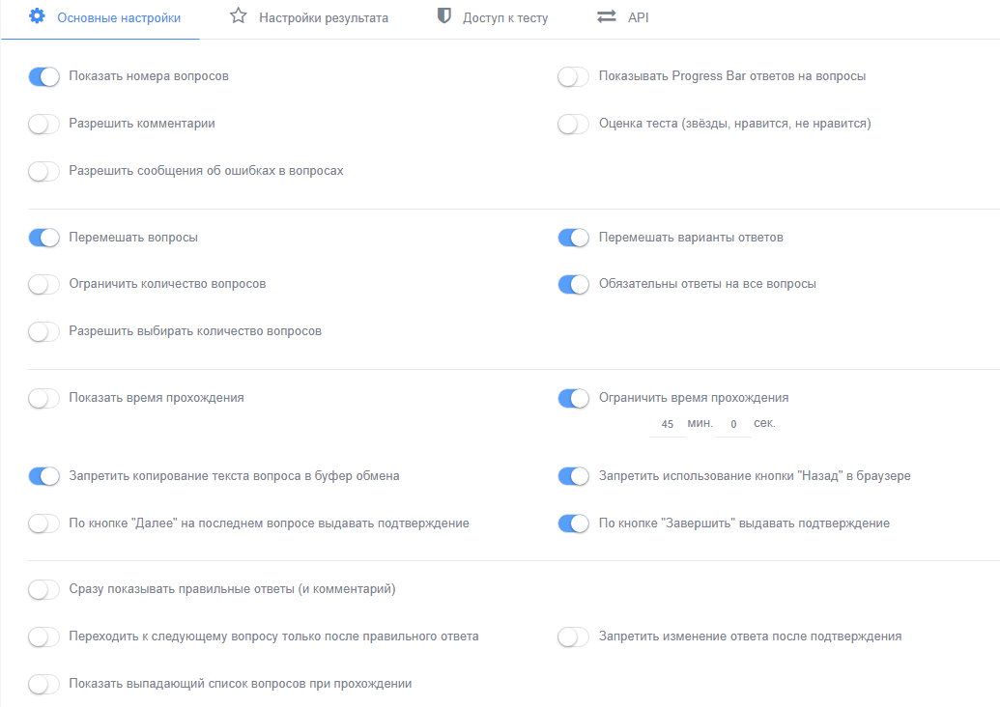 Основные настройки Настройки результата Доступ к тесту API
Показать номера вопросов Показывать Progress Bar ответов на вопросы
Разрешить комментарии Оценка теста (звёзды, нравится, не нравится)
Разрешить сообщения об ошибках в вопросах
Перемешать вопросы Перемешать варианты ответов
Ограничить количество вопросов Обязательны ответы на все вопросы
Разрешить выбирать количество вопросов
Показать время прохождения Ограничить время прохождения
45 мин. 0 сек.
Запретить копирование текста вопроса в буфер обмена Запретить использование кнопки "Назад" в браузере
По кнопке "Далее" на последнем вопросе выдавать подтверждение По кнопке "Завершить" выдавать подтверждение
Сразу показывать правильные ответы (и комментарий)
Переходить к следующему вопросу только после правильного ответа Запретить изменение ответа после подтверждения
Показать выпадающий список вопросов при прохождении